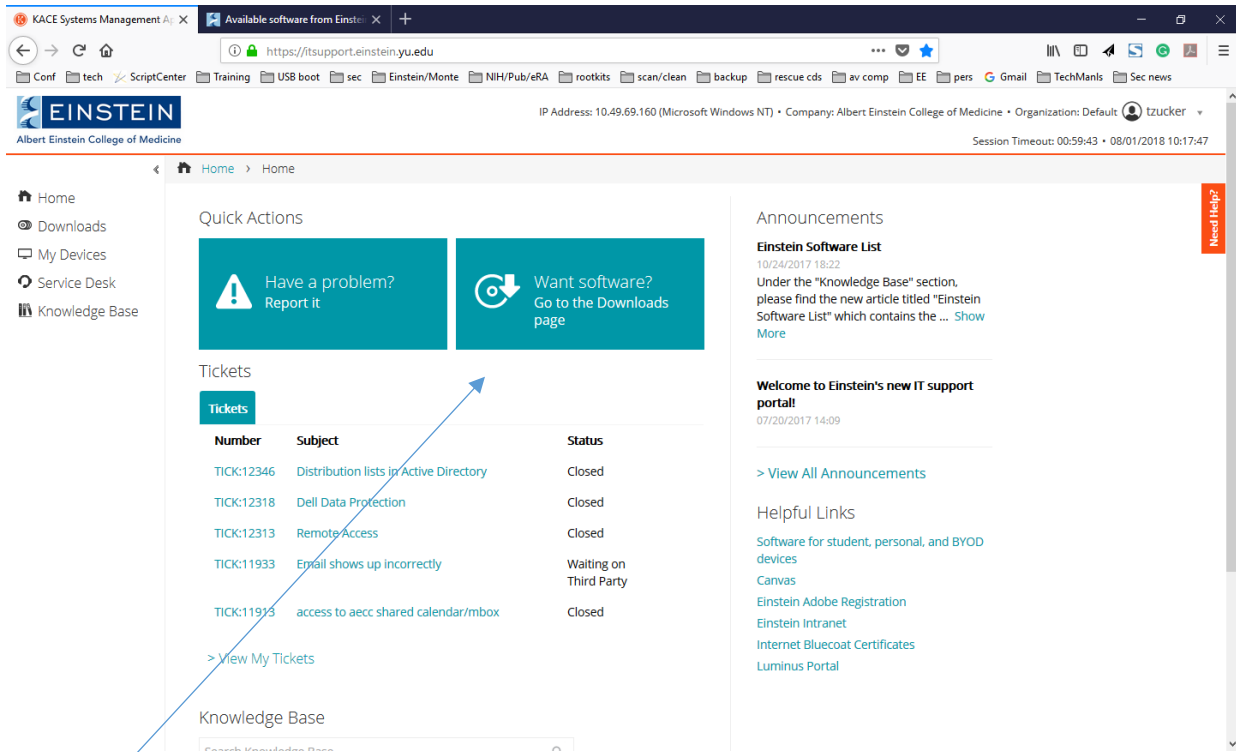 KACE Systems Management Ap
Available software from Einstei
https://itsupport.einstein.yu.edu
Conf tech ScriptCenter Training USB boot sec Einstein/Monte NIH/Pub/eRA rootkits scan/clean backup rescue cds av comp EE pers Gmail TechManls Sec news
EINSTEIN
Albert Einstein College of Medicine
IP Address: 10.49.69.160 (Microsoft Windows NT) • Company: Albert Einstein College of Medicine • Organization: Default tzucker
Session Timeout: 00:59:43 • 08/01/2018 10:17:47
Home › Home
Home
Downloads
My Devices
Service Desk
Knowledge Base
Quick Actions
Have a problem?
Report it
Want software?
Go to the Downloads
page
Tickets
Tickets
Number Subject Status
TICK:12346 Distribution lists in Active Directory Closed
TICK:12318 Dell Data Protection Closed
TICK:12313 Remote Access Closed
TICK:11933 Email shows up incorrectly Waiting on
Third Party
TICK:11913 access to aecc shared calendar/mbox Closed
> View My Tickets
Knowledge Base
Search Knowledge Base
Announcements
Einstein Software List
10/24/2017 18:22
Under the "Knowledge Base" section,
please find the new article titled "Einstein
Software List" which contains the ... Show
More
Welcome to Einstein's new IT support
portal!
07/20/2017 14:09
> View All Announcements
Helpful Links
Software for student, personal, and BYOD
devices
Canvas
Einstein Adobe Registration
Einstein Intranet
Internet Bluecoat Certificates
Luminus Portal
Need Help?